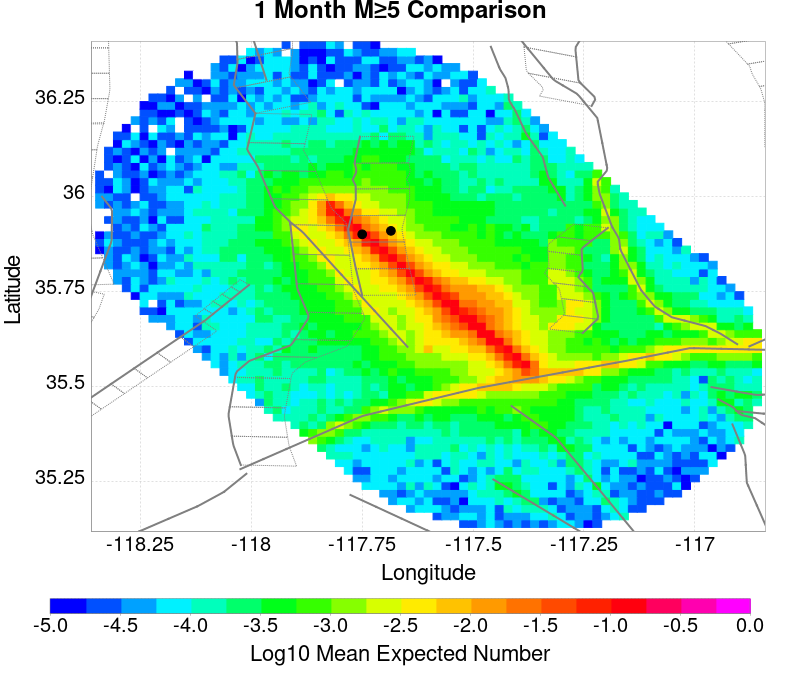 1 Month M≥5 Comparison
36.25
36
35.75
35.5
35.25
Latitude
-118.25 -118 -117.75 -117.5 -117.25 -117
Longitude
-5.0 -4.5 -4.0 -3.5 -3.0 -2.5 -2.0 -1.5 -1.0 -0.5 0.0
Log10 Mean Expected Number